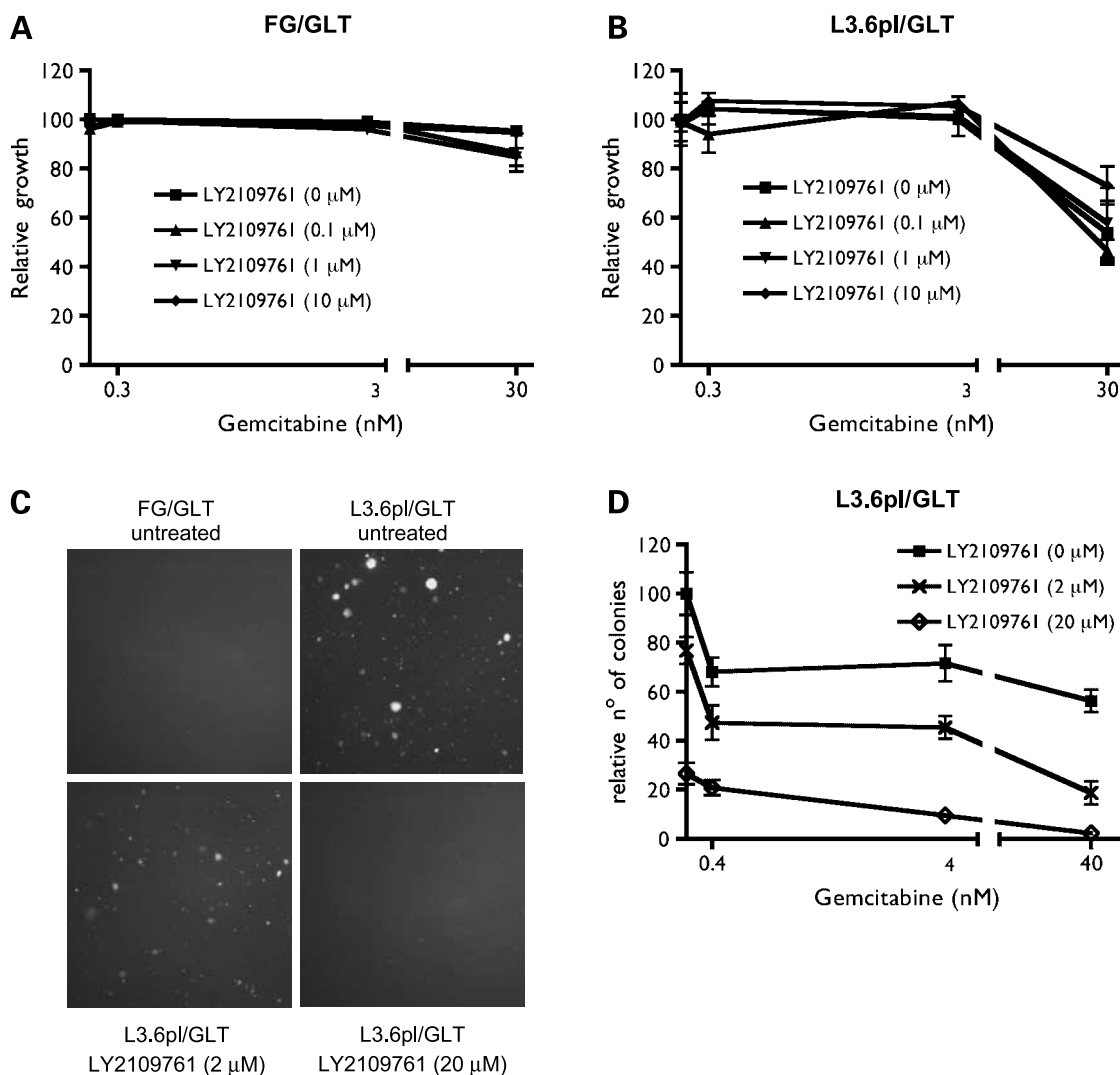 A
FG/GLT
Relative growth
120
100
80
60
40
20
0
LY2109761 (0 μM)
LY2109761 (0.1 μM)
LY2109761 (1 μM)
LY2109761 (10 μM)
0.3
3
30
Gemcitabine (nM)
B
L3.6pl/GLT
Relative growth
120
100
80
60
40
20
0
LY2109761 (0 μM)
LY2109761 (0.1 μM)
LY2109761 (1 μM)
LY2109761 (10 μM)
0.3
3
30
Gemcitabine (nM)
C
FG/GLT
untreated
L3.6pl/GLT
untreated
L3.6pl/GLT
LY2109761 (2 μM)
L3.6pl/GLT
LY2109761 (20 μM)
D
L3.6pl/GLT
relative nº of colonies
120
100
80
60
40
20
0
LY2109761 (0 μM)
LY2109761 (2 μM)
LY2109761 (20 μM)
0.4
4
40
Gemcitabine (nM)